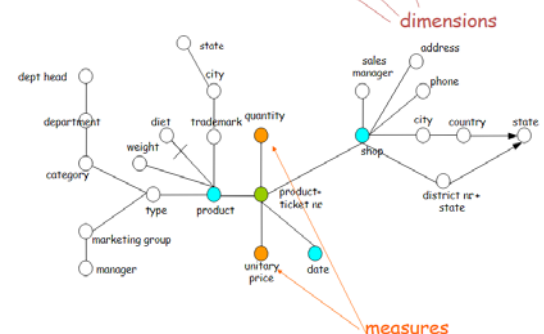 dimensions
state
address
sales
manager
dept head
city
phone
department
diet
trademark
quantity
city
country
state
weight
shop
category
type
product
product+
ticket nr
district nr+
state
marketing group
manager
unitary
price
date
measures